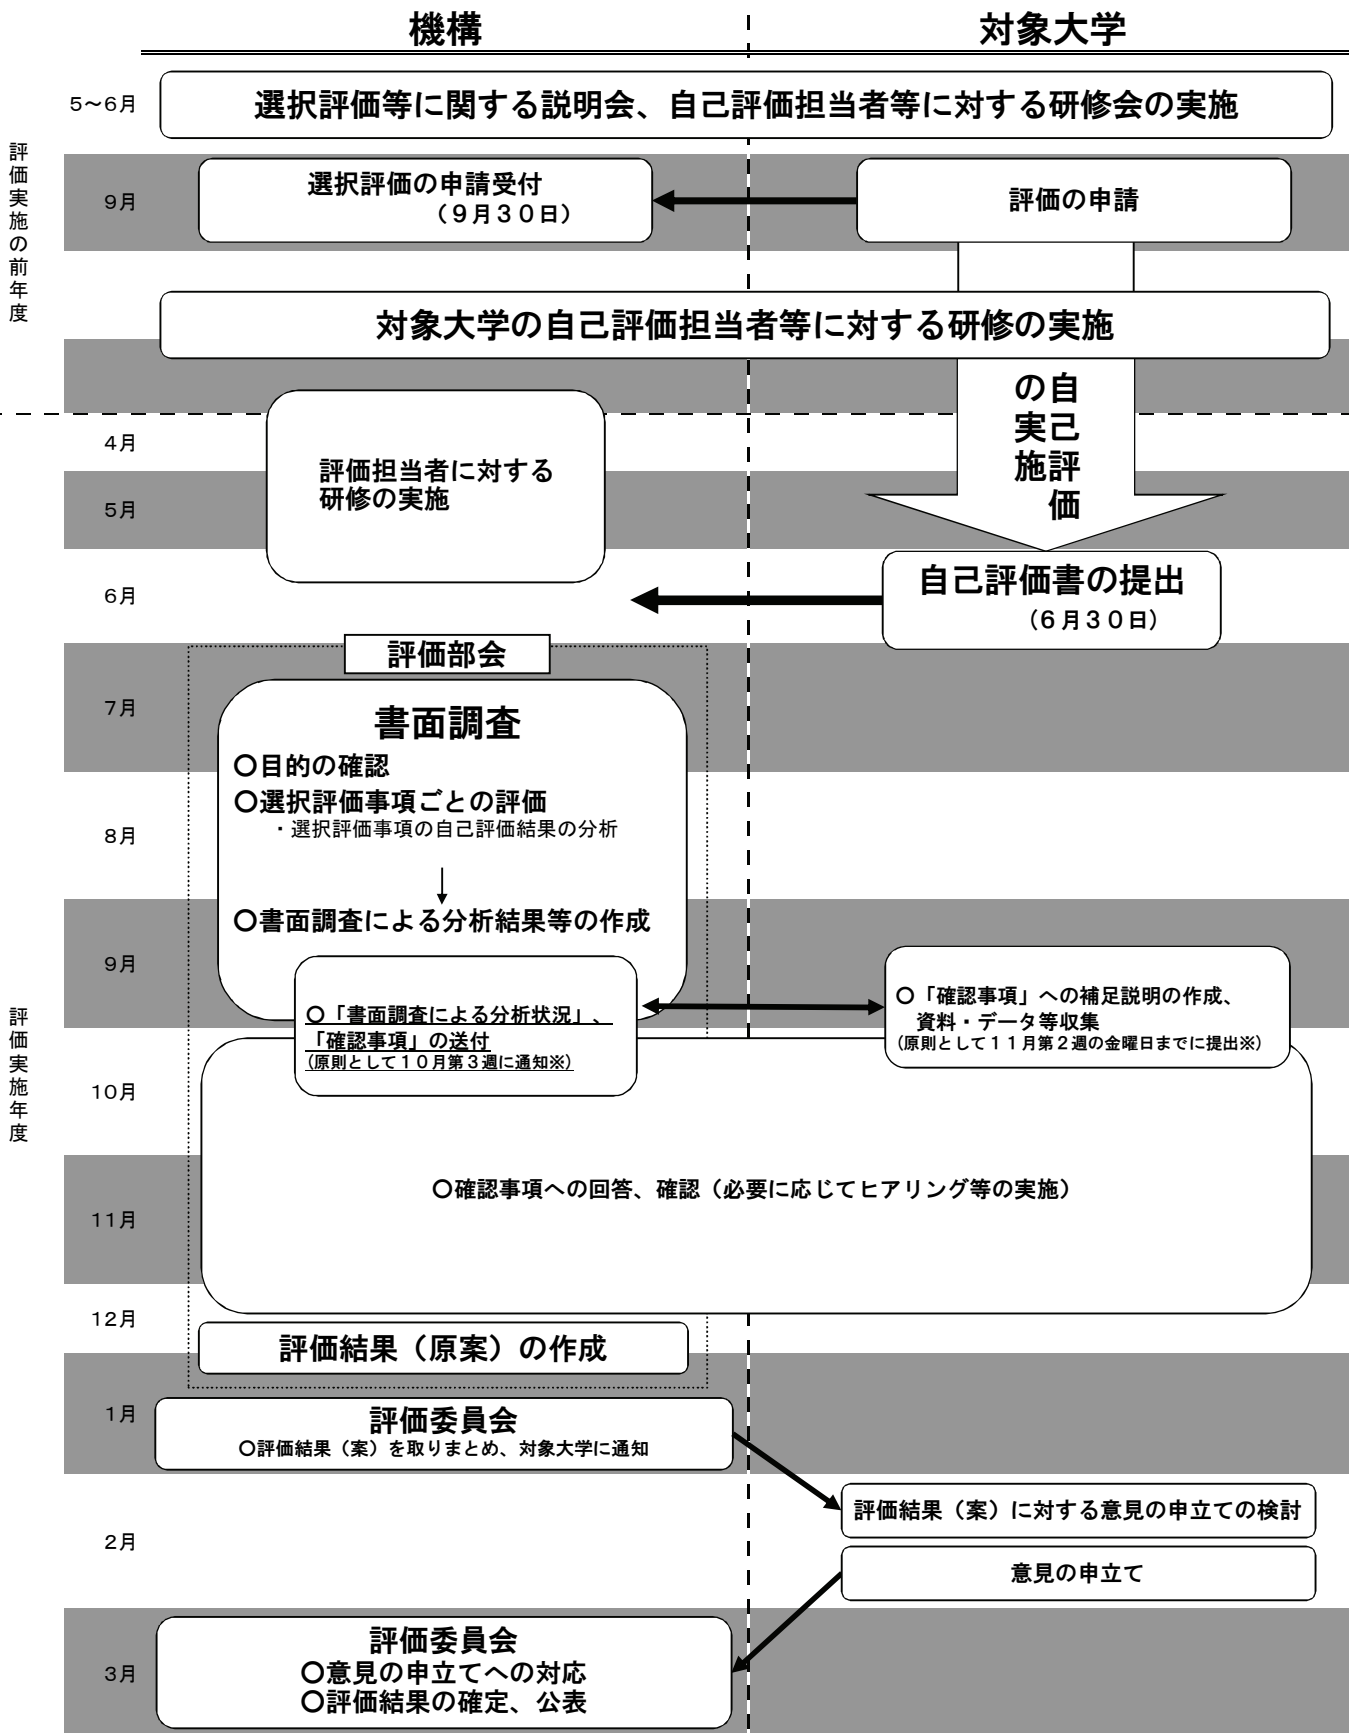 機構
対象大学
評価実施の前年度
5～6月
選択評価等に関する説明会、自己評価担当者等に対する研修会の実施
9月
選択評価の申請受付
（９月３０日）
評価の申請
対象大学の自己評価担当者等に対する研修の実施
自己評価
の実施
評価実施年度
4月
評価担当者に対する
研修の実施
5月
6月
自己評価書の提出
（６月３０日）
評価部会
7月
書面調査
○目的の確認
○選択評価事項ごとの評価
・選択評価事項の自己評価結果の分析
8月
○書面調査による分析結果等の作成
9月
○「書面調査による分析状況」、
「確認事項」の送付
（原則として１０月第３週に通知※）
○「確認事項」への補足説明の作成、
資料・データ等収集
（原則として１１月第２週の金曜日までに提出※）
10月
○確認事項への回答、確認（必要に応じてヒアリング等の実施）
11月
12月
評価結果（原案）の作成
1月
評価委員会
○評価結果（案）を取りまとめ、対象大学に通知
評価結果（案）に対する意見の申立ての検討
2月
意見の申立て
3月
評価委員会
○意見の申立てへの対応
○評価結果の確定、公表